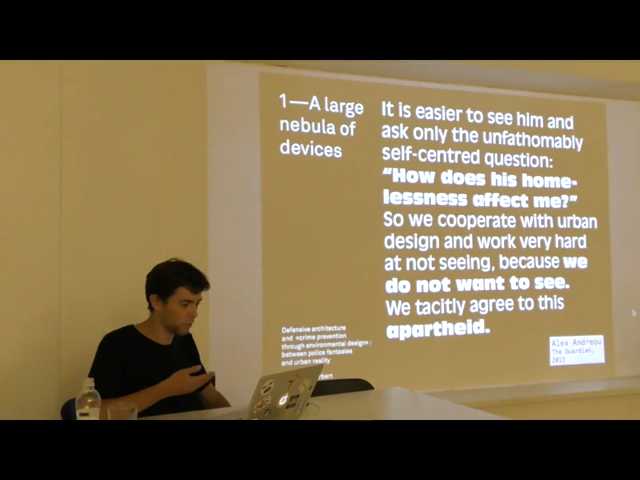 1—A large
nebula of
devices
It is easier to see him and
ask only the unfathomably
self-centred question:
“How does his home-
lessness affect me?”
So we cooperate with urban
design and work very hard
at not seeing, because we
do not want to see.
We tacitly agree to this
apartheid.
Defensive architecture
and «crime prevention
through environmental design» :
between police fantasies
and urban reality
Alex Andreou
The Guardian,
2015